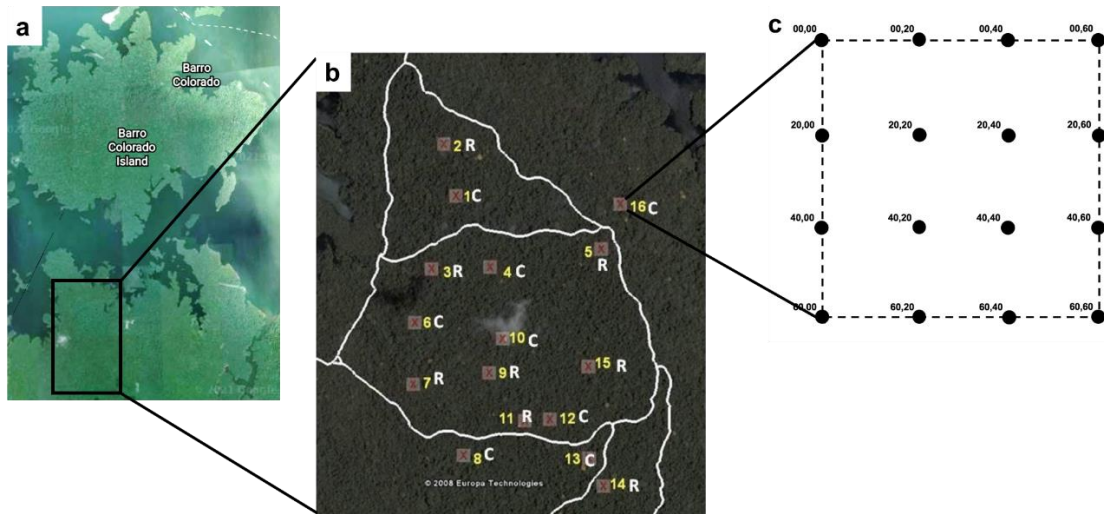 a
Barro
Colorado
Barro
Colorado
Island
b
2 R
1 C
16 C
5
R
3 R
4 C
6 C
10 C
9 R
15 R
7 R
11 R
12 C
8 C
13 C
14 R
© 2008 Europa Technologies
c
00,00 00,20 00,40 00,60
20,00 20,20 20,40 20,60
40,00 40,20 40,40 40,60
60,00 60,20 60,40 60,60